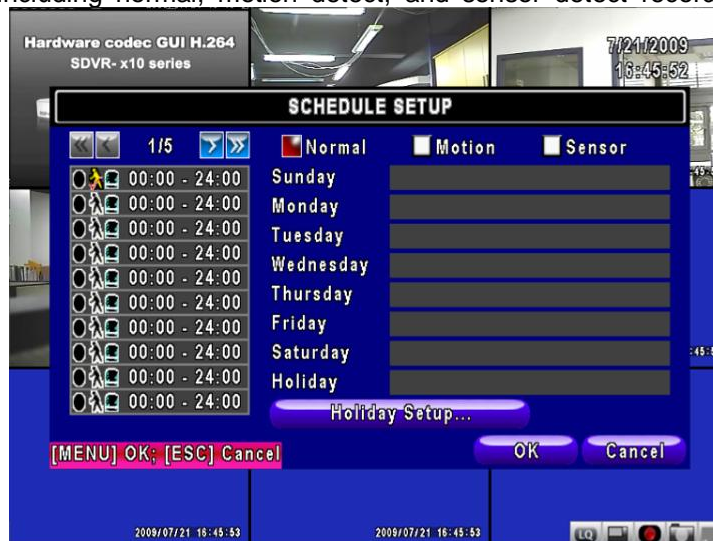 including normal, motion detect, and sensor detect record
Hardware codec GUI H.264
SDVR- x10 series
7/21/2009
16:45:52
SCHEDULE SETUP
1/5
Normal
Motion
Sensor
00:00 - 24:00
00:00 - 24:00
00:00 - 24:00
00:00 - 24:00
00:00 - 24:00
00:00 - 24:00
00:00 - 24:00
00:00 - 24:00
00:00 - 24:00
00:00 - 24:00
Sunday
Monday
Tuesday
Wednesday
Thursday
Friday
Saturday
Holiday
Holiday Setup...
[MENU] OK; [ESC] Cancel
OK
Cancel
2009/07/21 16:45:53
2009/07/21 16:45:53
LQ